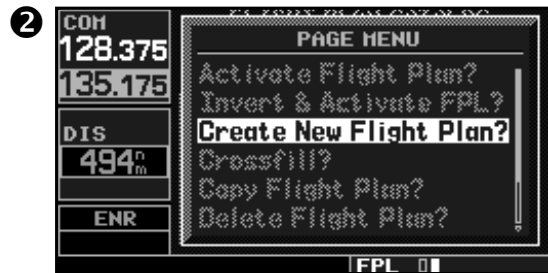 2
COM
128.375
135.175
DIS
494nm
ENR
PAGE MENU
Activate Flight Plan?
Invert & Activate FPL?
Create New Flight Plan?
Crossfill?
Copy Flight Plan?
Delete Flight Plan?
FPL